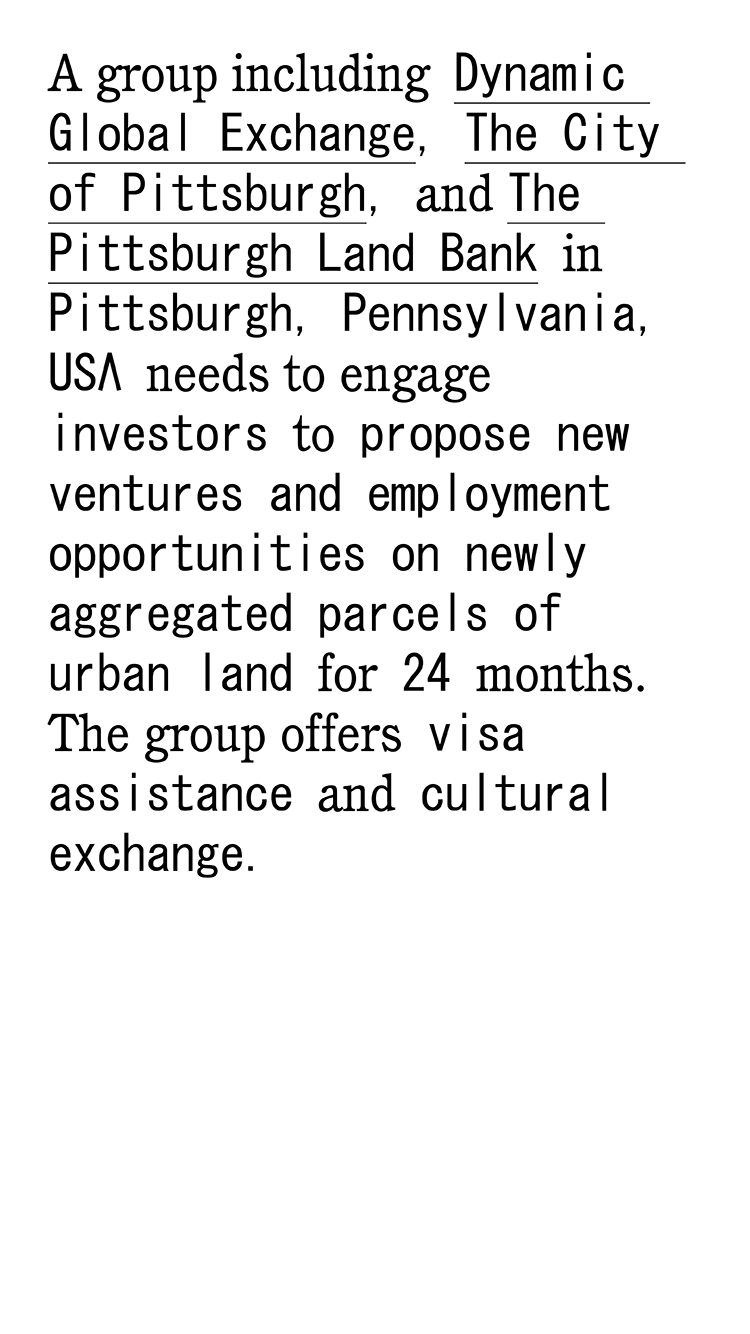 A group including Dynamic
Global Exchange, The City
of Pittsburgh, and The
Pittsburgh Land Bank in
Pittsburgh, Pennsylvania,
USA needs to engage
investors to propose new
ventures and employment
opportunities on newly
aggregated parcels of
urban land for 24 months.
The group offers visa
assistance and cultural
exchange.